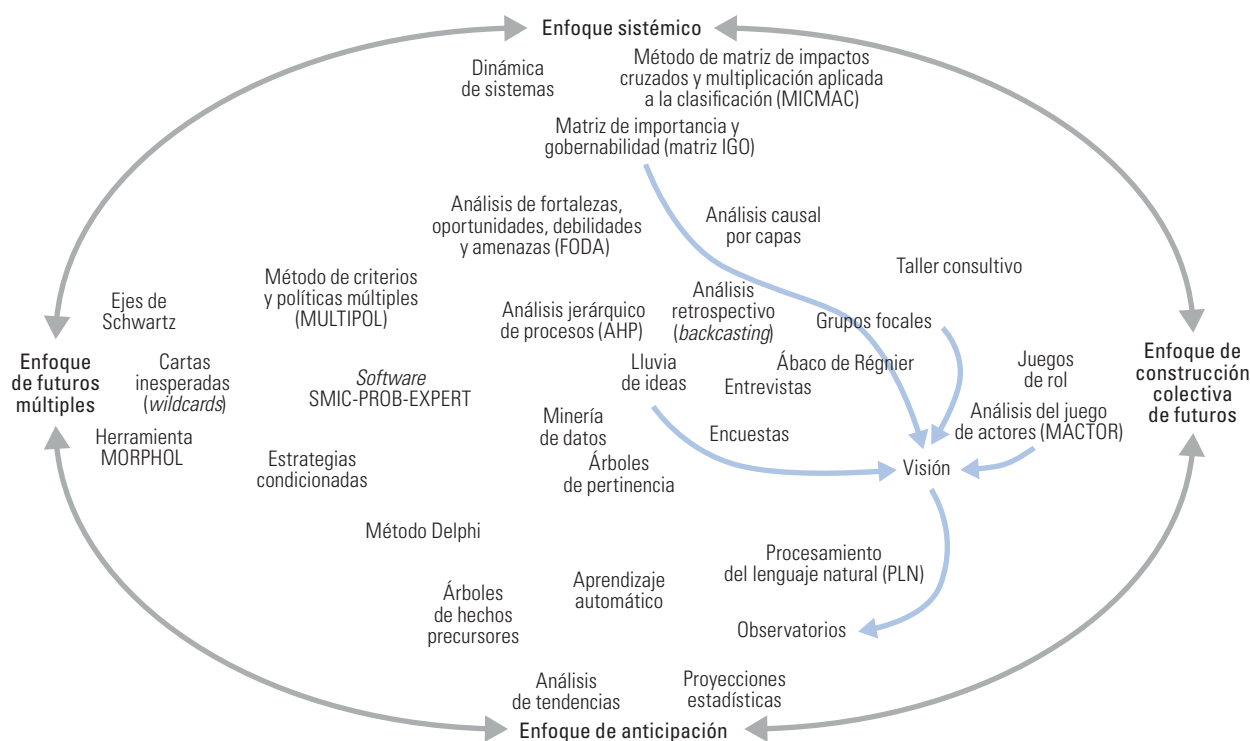 Enfoque sistémico
Dinámica
de sistemas
Método de matriz de impactos
cruzados y multiplicación aplicada
a la clasificación (MICMAC)
Matriz de importancia y
gobernabilidad (matriz IGO)
Análisis de fortalezas,
oportunidades, debilidades
y amenazas (FODA)
Análisis causal
por capas
Taller consultivo
Método de criterios
y políticas múltiples
(MULTIPOL)
Ejes de
Schwartz
Análisis jerárquico
de procesos (AHP)
Análisis
retrospectivo
(backcasting)
Grupos focales
Enfoque
de futuros
múltiples
Cartas
inesperadas
(wildcards)
Software
SMIC-PROB-EXPERT
Lluvia
de ideas
Ábaco de Régnier
Entrevistas
Juegos
de rol
Enfoque de
construcción
colectiva
de futuros
Herramienta
MORPHOL
Estrategias
condicionadas
Minería
de datos
Encuestas
Análisis del juego
de actores (MACTOR)
Árboles
de pertinencia
Visión
Método Delphi
Procesamiento
del lenguaje natural (PLN)
Árboles
de hechos
precursores
Aprendizaje
automático
Observatorios
Análisis
de tendencias
Proyecciones
estadísticas
Enfoque de anticipación